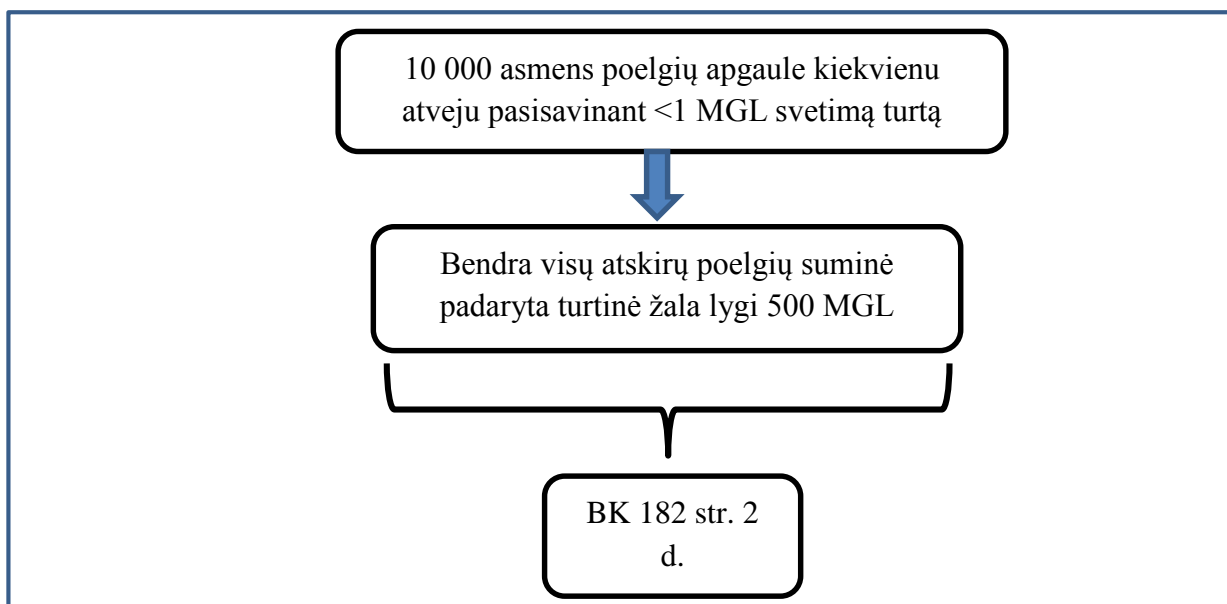 10 000 asmens poelgių apgaule kiekvienu
atveju pasisavinant <1 MGL svetimą turtą
Bendra visų atskirų poelgių suminė
padaryta turtinė žala lygi 500 MGL
BK 182 str. 2
d.